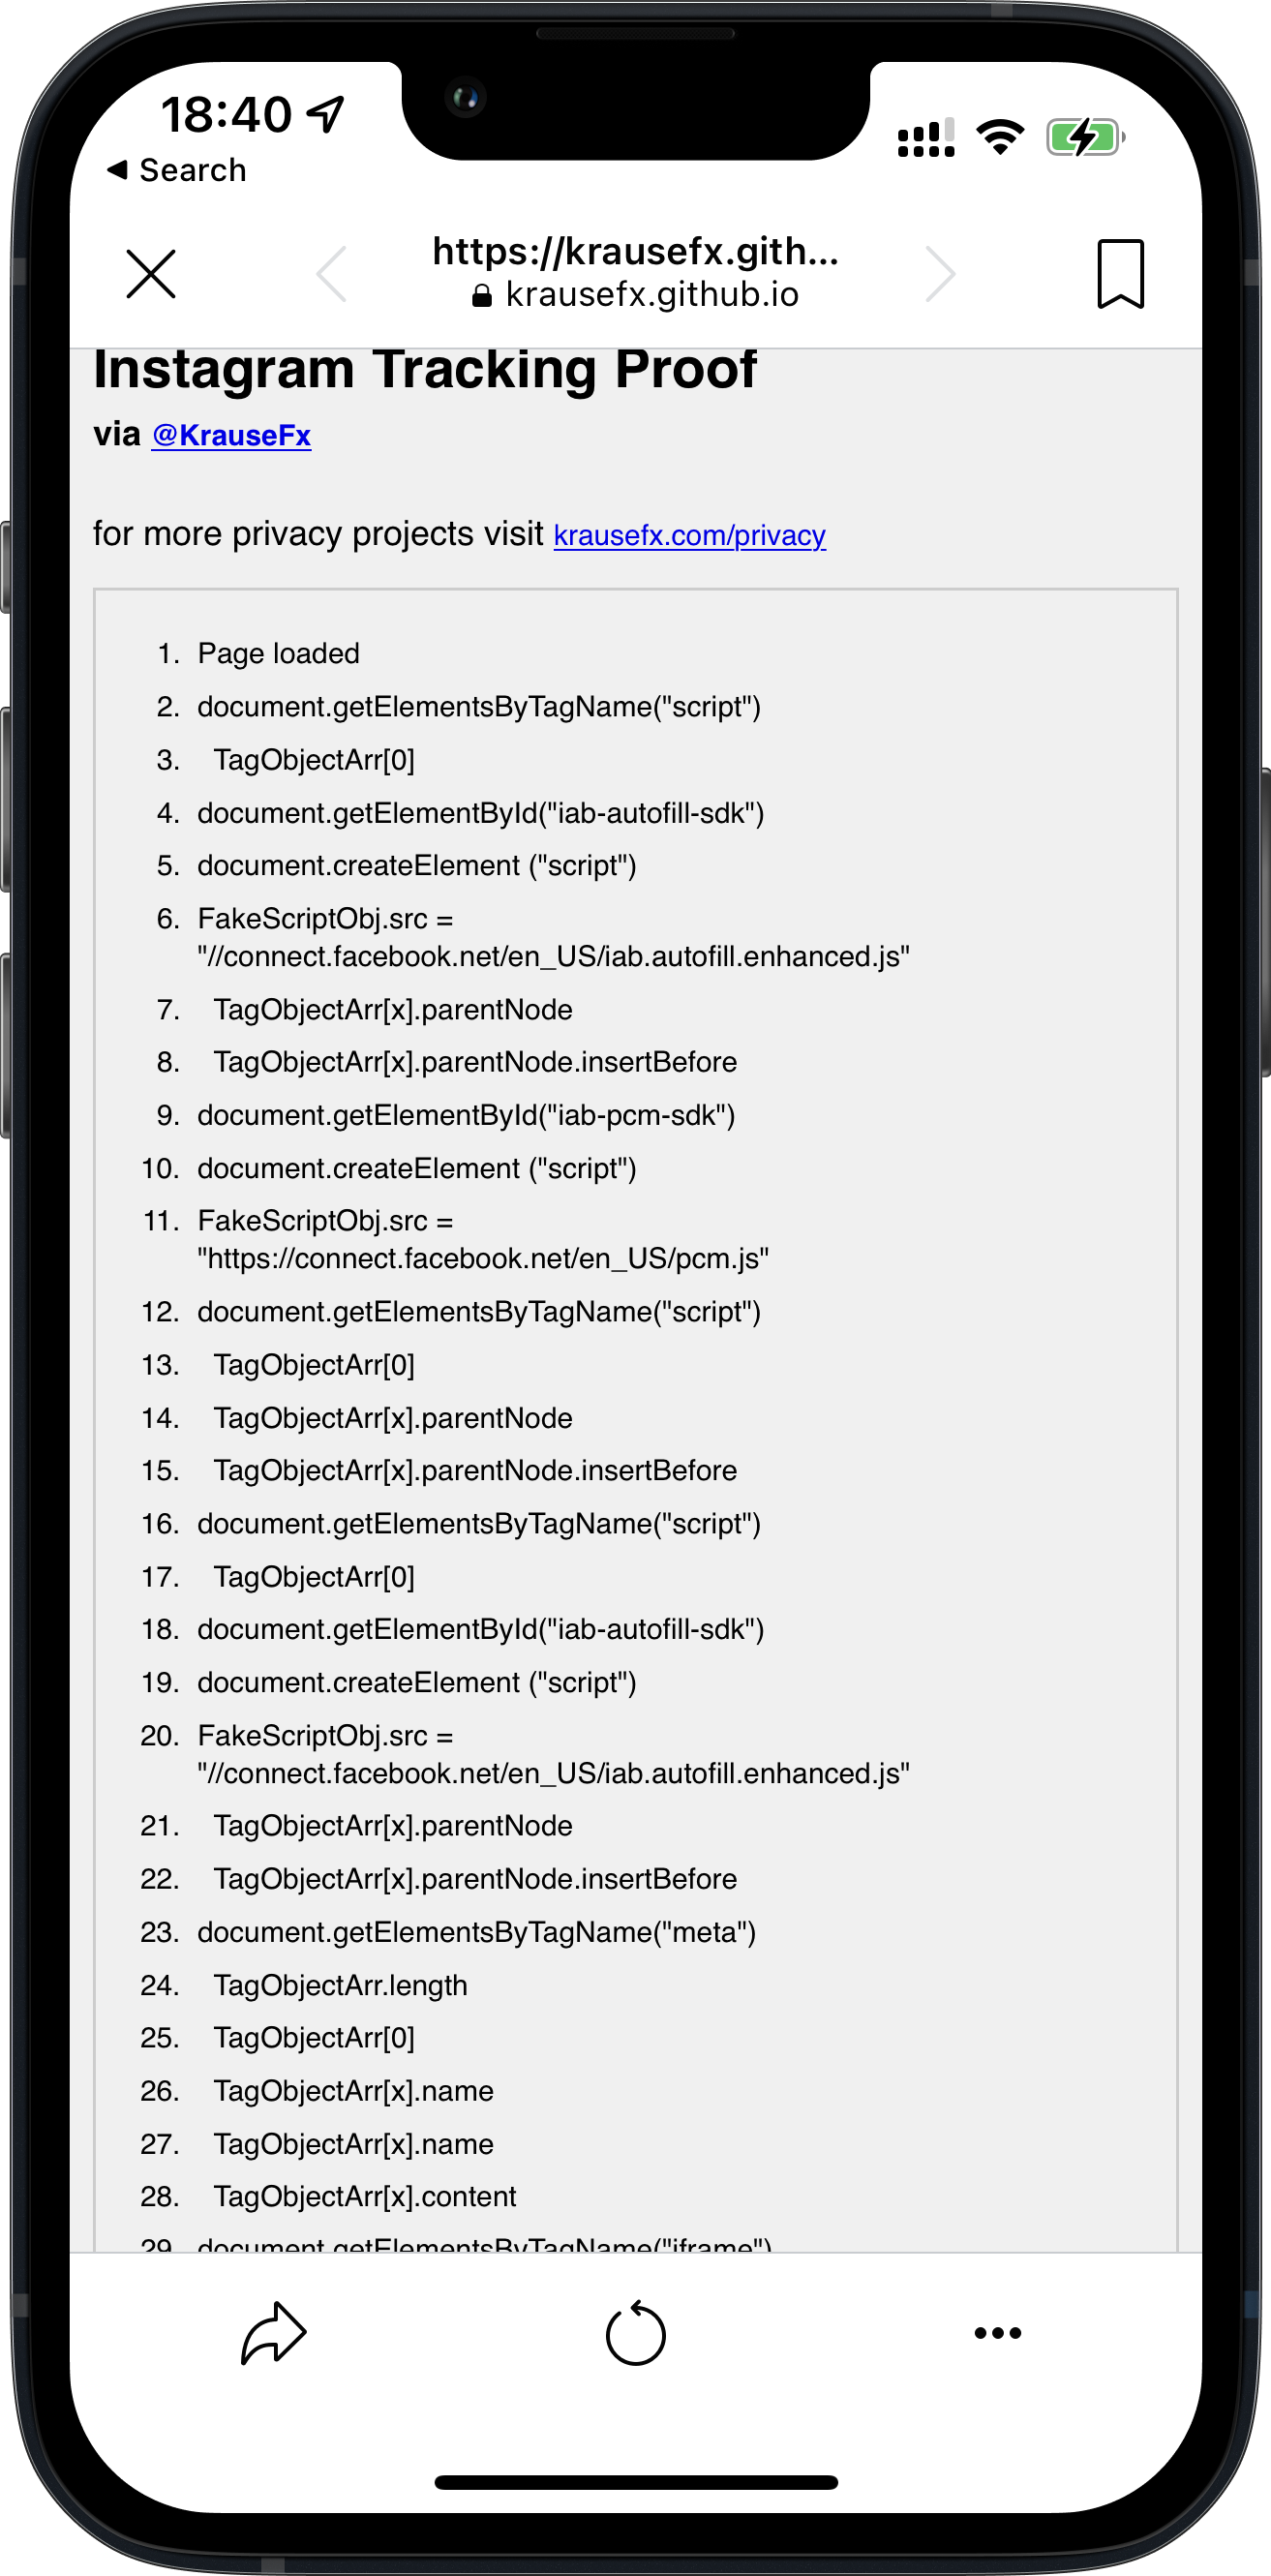 18:40
Search
https://krausefx.gith...
krausefx.github.io
Instagram Tracking Proof
via @KrauseFx
for more privacy projects visit krausefx.com/privacy
1. Page loaded
2. document.getElementsByTagName("script")
3. TagObjectArr[0]
4. document.getElementById("iab-autofill-sdk")
5. document.createElement ("script")
6. FakeScriptObj.src =
"//connect.facebook.net/en_US/iab.autofill.enhanced.js"
7. TagObjectArr[x].parentNode
8. TagObjectArr[x].parentNode.insertBefore
9. document.getElementById("iab-pcm-sdk")
10. document.createElement ("script")
11. FakeScriptObj.src =
"https://connect.facebook.net/en_US/pcm.js"
12. document.getElementsByTagName("script")
13. TagObjectArr[0]
14. TagObjectArr[x].parentNode
15. TagObjectArr[x].parentNode.insertBefore
16. document.getElementsByTagName("script")
17. TagObjectArr[0]
18. document.getElementById("iab-autofill-sdk")
19. document.createElement ("script")
20. FakeScriptObj.src =
"//connect.facebook.net/en_US/iab.autofill.enhanced.js"
21. TagObjectArr[x].parentNode
22. TagObjectArr[x].parentNode.insertBefore
23. document.getElementsByTagName("meta")
24. TagObjectArr.length
25. TagObjectArr[0]
26. TagObjectArr[x].name
27. TagObjectArr[x].name
28. TagObjectArr[x].content
29. document.getElementsByTagName("iframe")